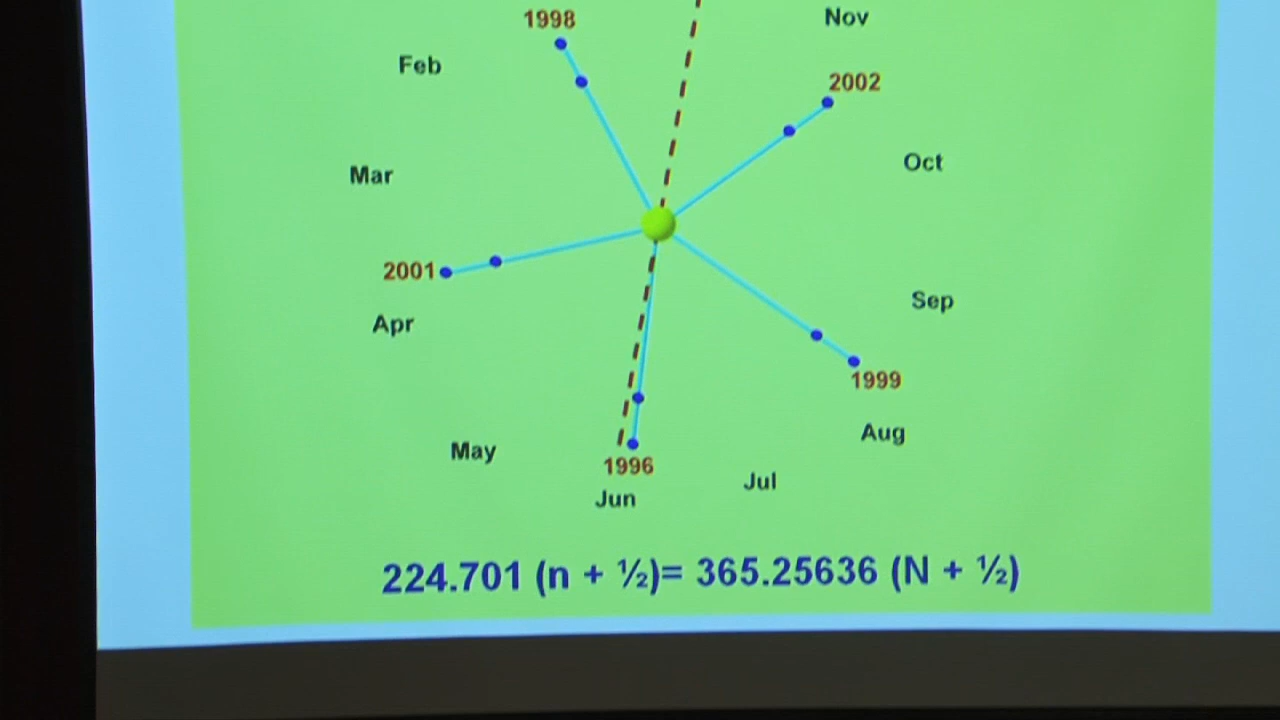 1998
Nov
Feb
2002
Oct
Mar
2001
Sep
Apr
1999
Aug
May
1996
Jul
Jun
224.701 (n + ½)= 365.25636 (N + ½)